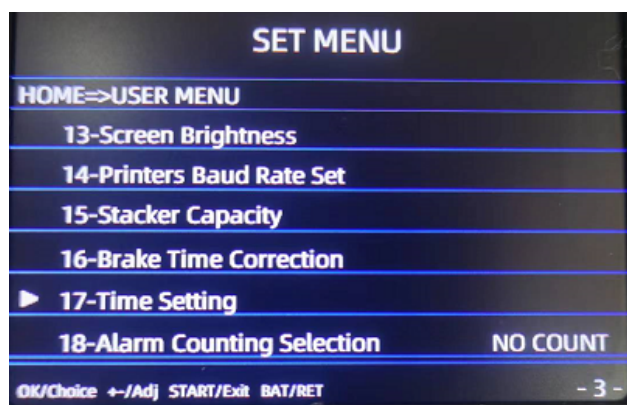 SET MENU
HOME=>USER MENU
13-Screen Brightness
14-Printers Baud Rate Set
15-Stacker Capacity
16-Brake Time Correction
17-Time Setting
18-Alarm Counting Selection NO COUNT
OK/Choice +-/Adj START/Exit BAT/RET -3-